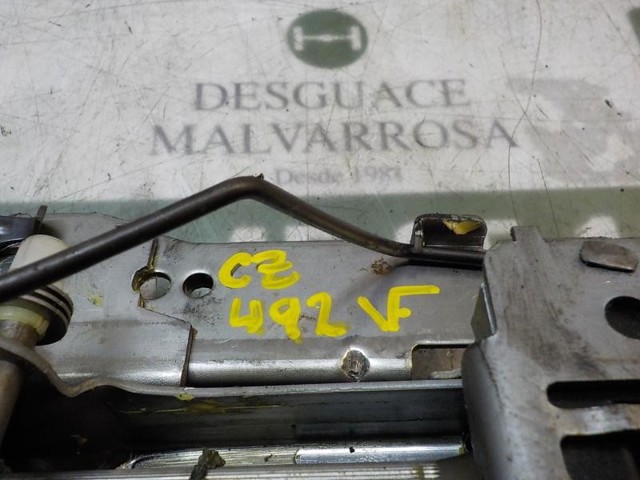 DESGUACE
MALVARROSA
Desde 1981
CZ
492 VF